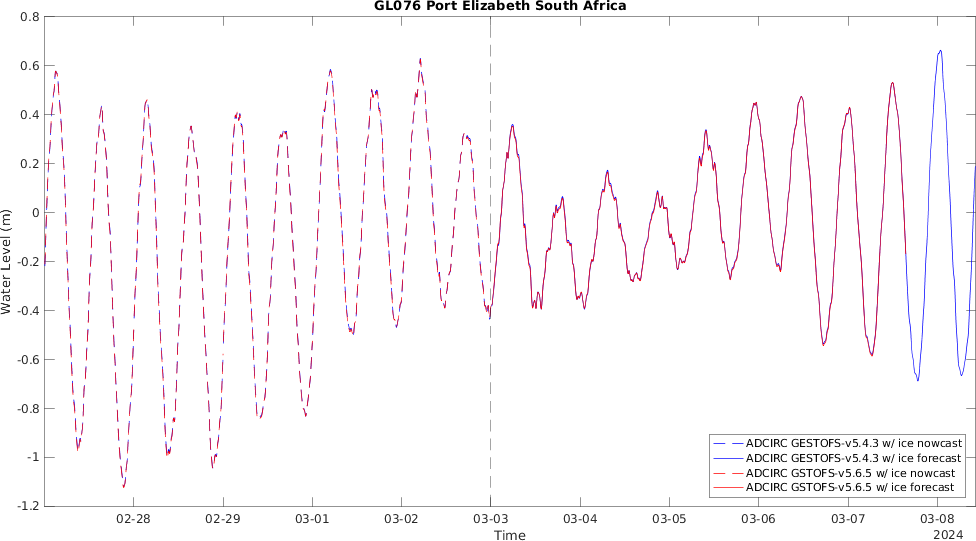 GL076 Port Elizabeth South Africa
0.8
0.6
0.4
0.2
0
-0.2
-0.4
-0.6
-0.8
-1
-1.2
Water Level (m)
ADCIRC GESTOFS-v5.4.3 w/ ice nowcast
ADCIRC GESTOFS-v5.4.3 w/ ice forecast
ADCIRC GSTOFS-v5.6.5 w/ ice nowcast
ADCIRC GSTOFS-v5.6.5 w/ ice forecast
02-28 02-29 03-01 03-02 03-03 03-04 03-05 03-06 03-07 03-08
Time
2024